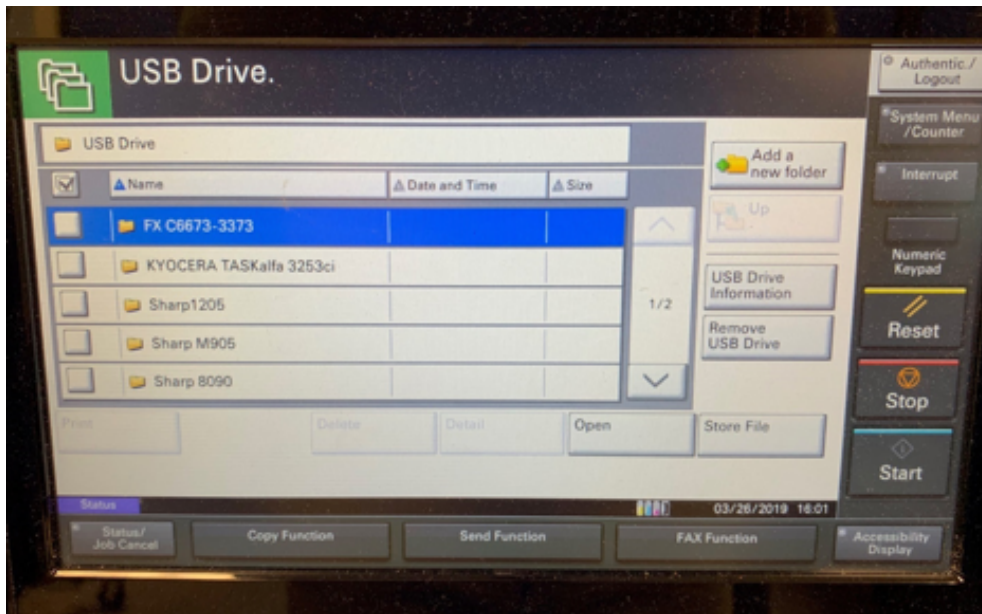 USB Drive.
USB Drive
Name
Date and Time
Size
FX C6673-3373
KYOCERA TASKalfa 3253ci
Sharp1205
Sharp M905
Sharp 8090
1/2
Add a
new folder
Up
USB Drive
Information
Remove
USB Drive
Print
Delete
Detail
Open
Store File
Status
03/26/2019 16:01
Status/
Job Cancel
Copy Function
Send Function
FAX Function
Accessibility
Display
Authentic./
Logout
System Menu
/Counter
Interrupt
Numeric
Keypad
Reset
Stop
Start